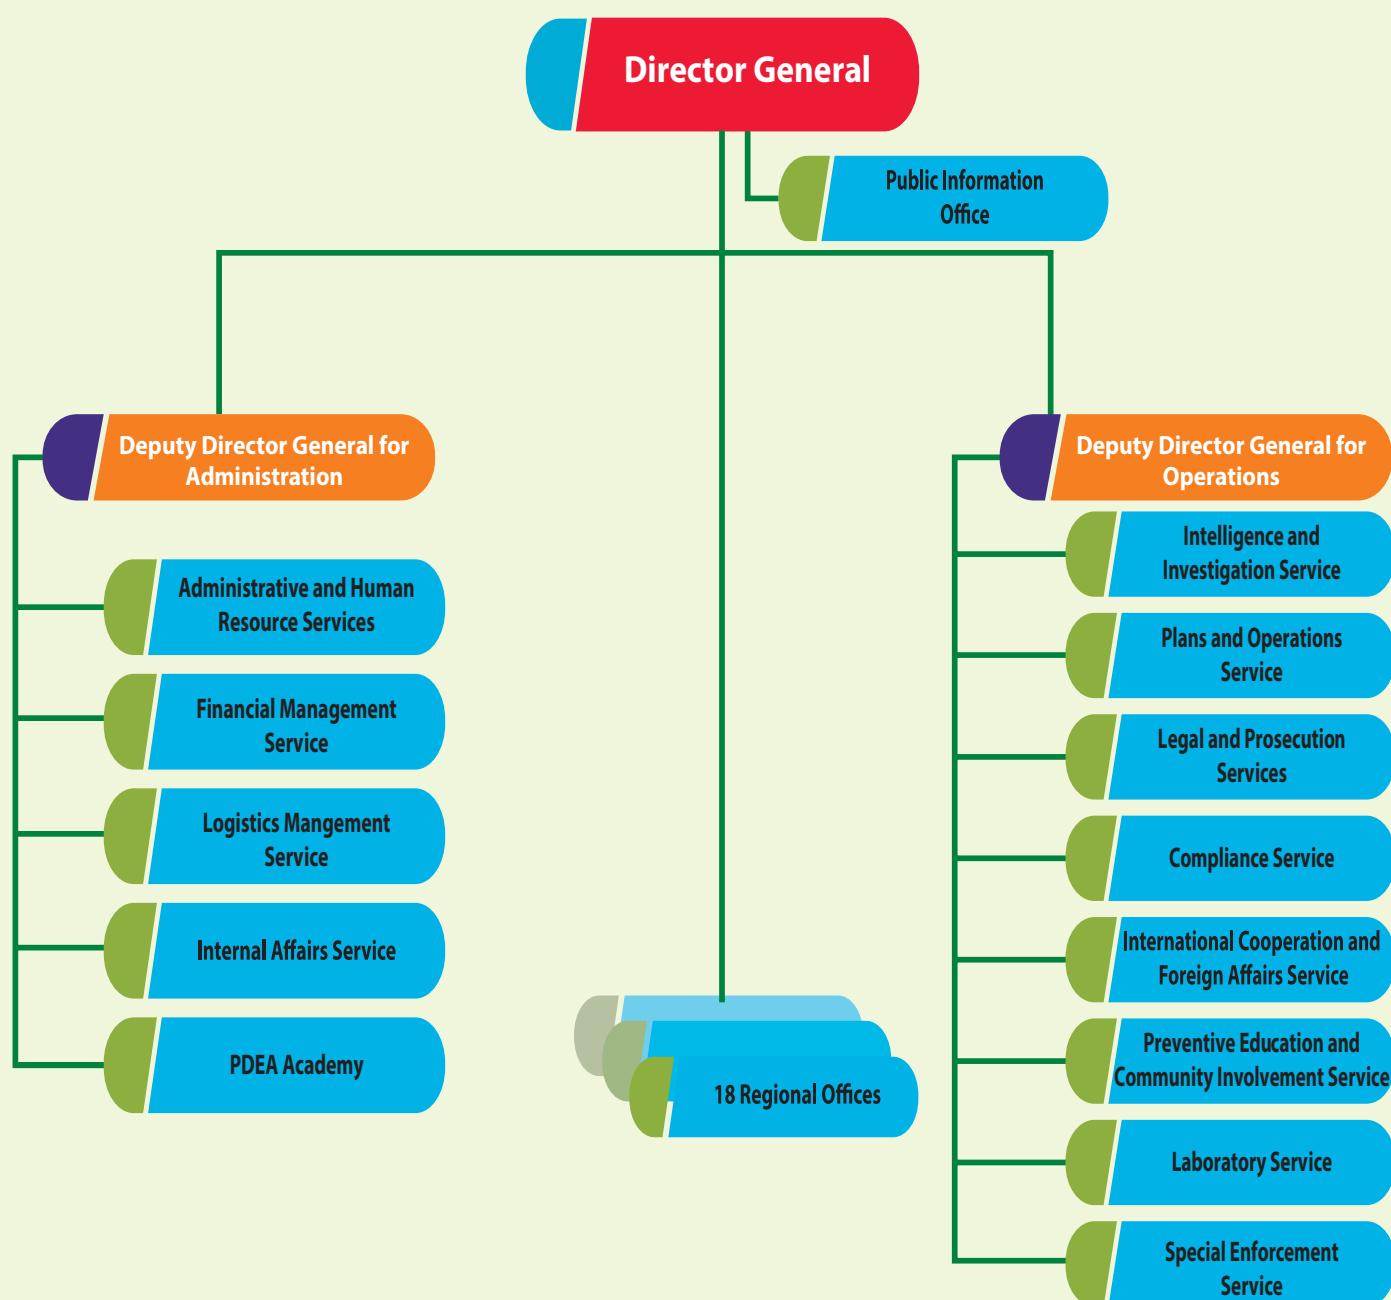 Director General
Public Information
Office
Deputy Director General for
Administration
Administrative and Human
Resource Services
Financial Management
Service
Logistics Mangement
Service
Internal Affairs Service
PDEA Academy
18 Regional Offices
Deputy Director General for
Operations
Intelligence and
Investigation Service
Plans and Operations
Service
Legal and Prosecution
Services
Compliance Service
International Cooperation and
Foreign Affairs Service
Preventive Education and
Community Involvement Service
Laboratory Service
Special Enforcement
Service